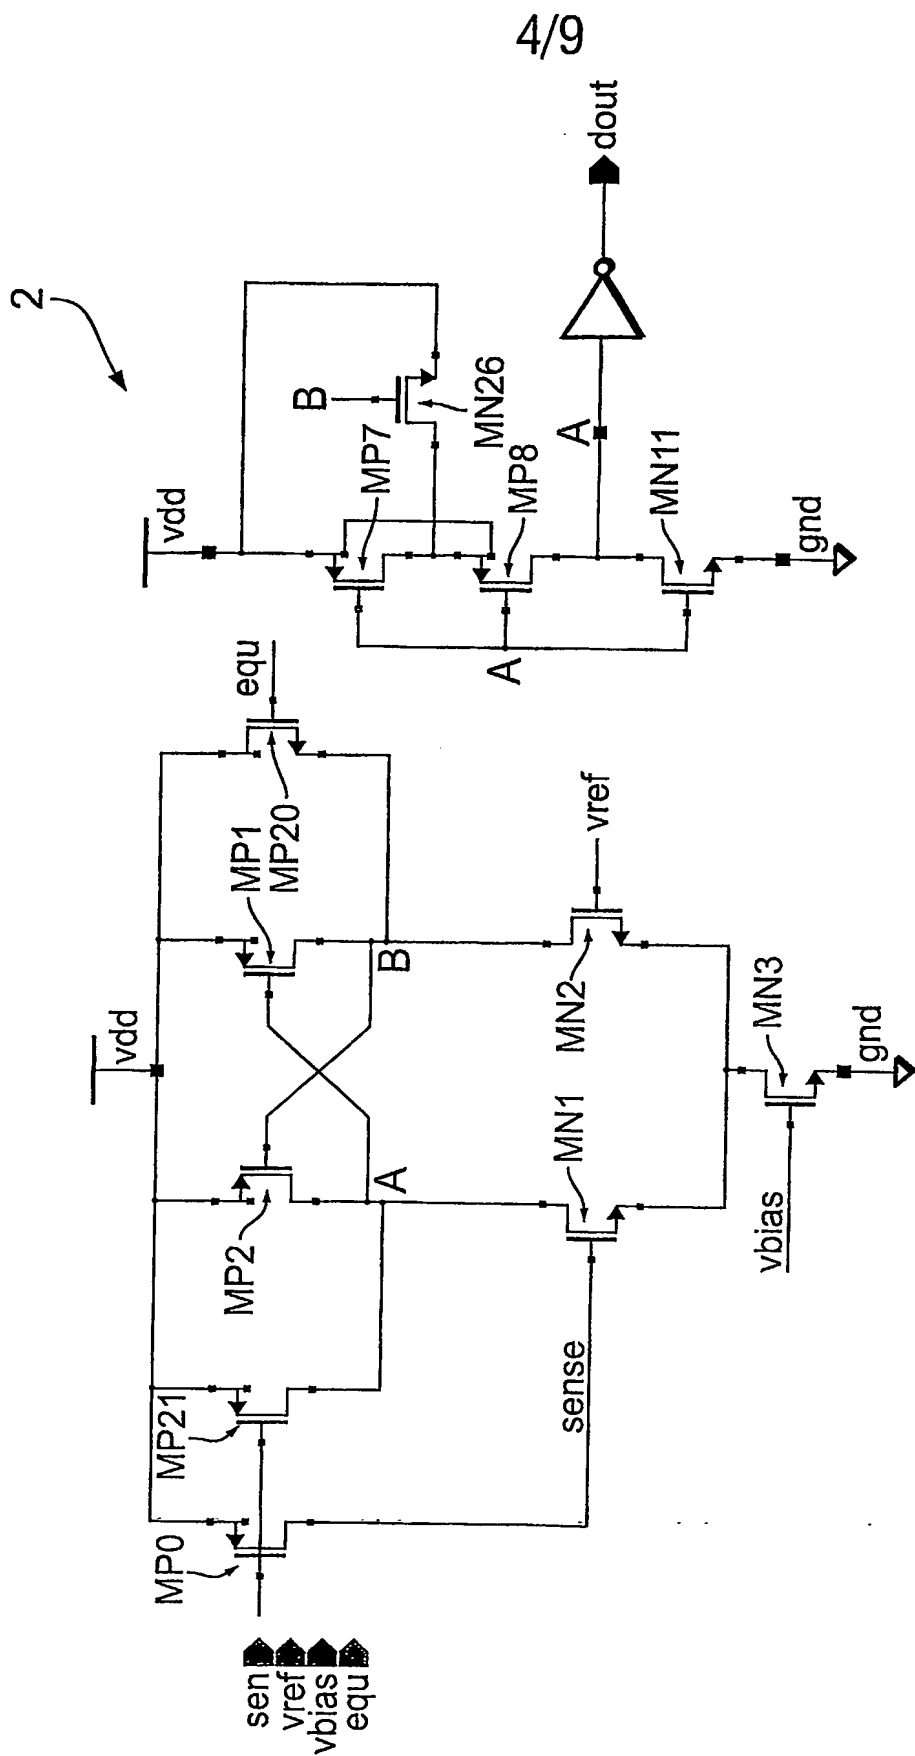 4/9
2
vdd
B
MP7
MN26
MP8
A
A
dout
MN11
gnd
equ
vdd
MP1
MP20
MP2
B
A
MP21
MP0
vref
MN2
MN1
MN3
sense
vbias
gnd
sen
vref
vbias
equ